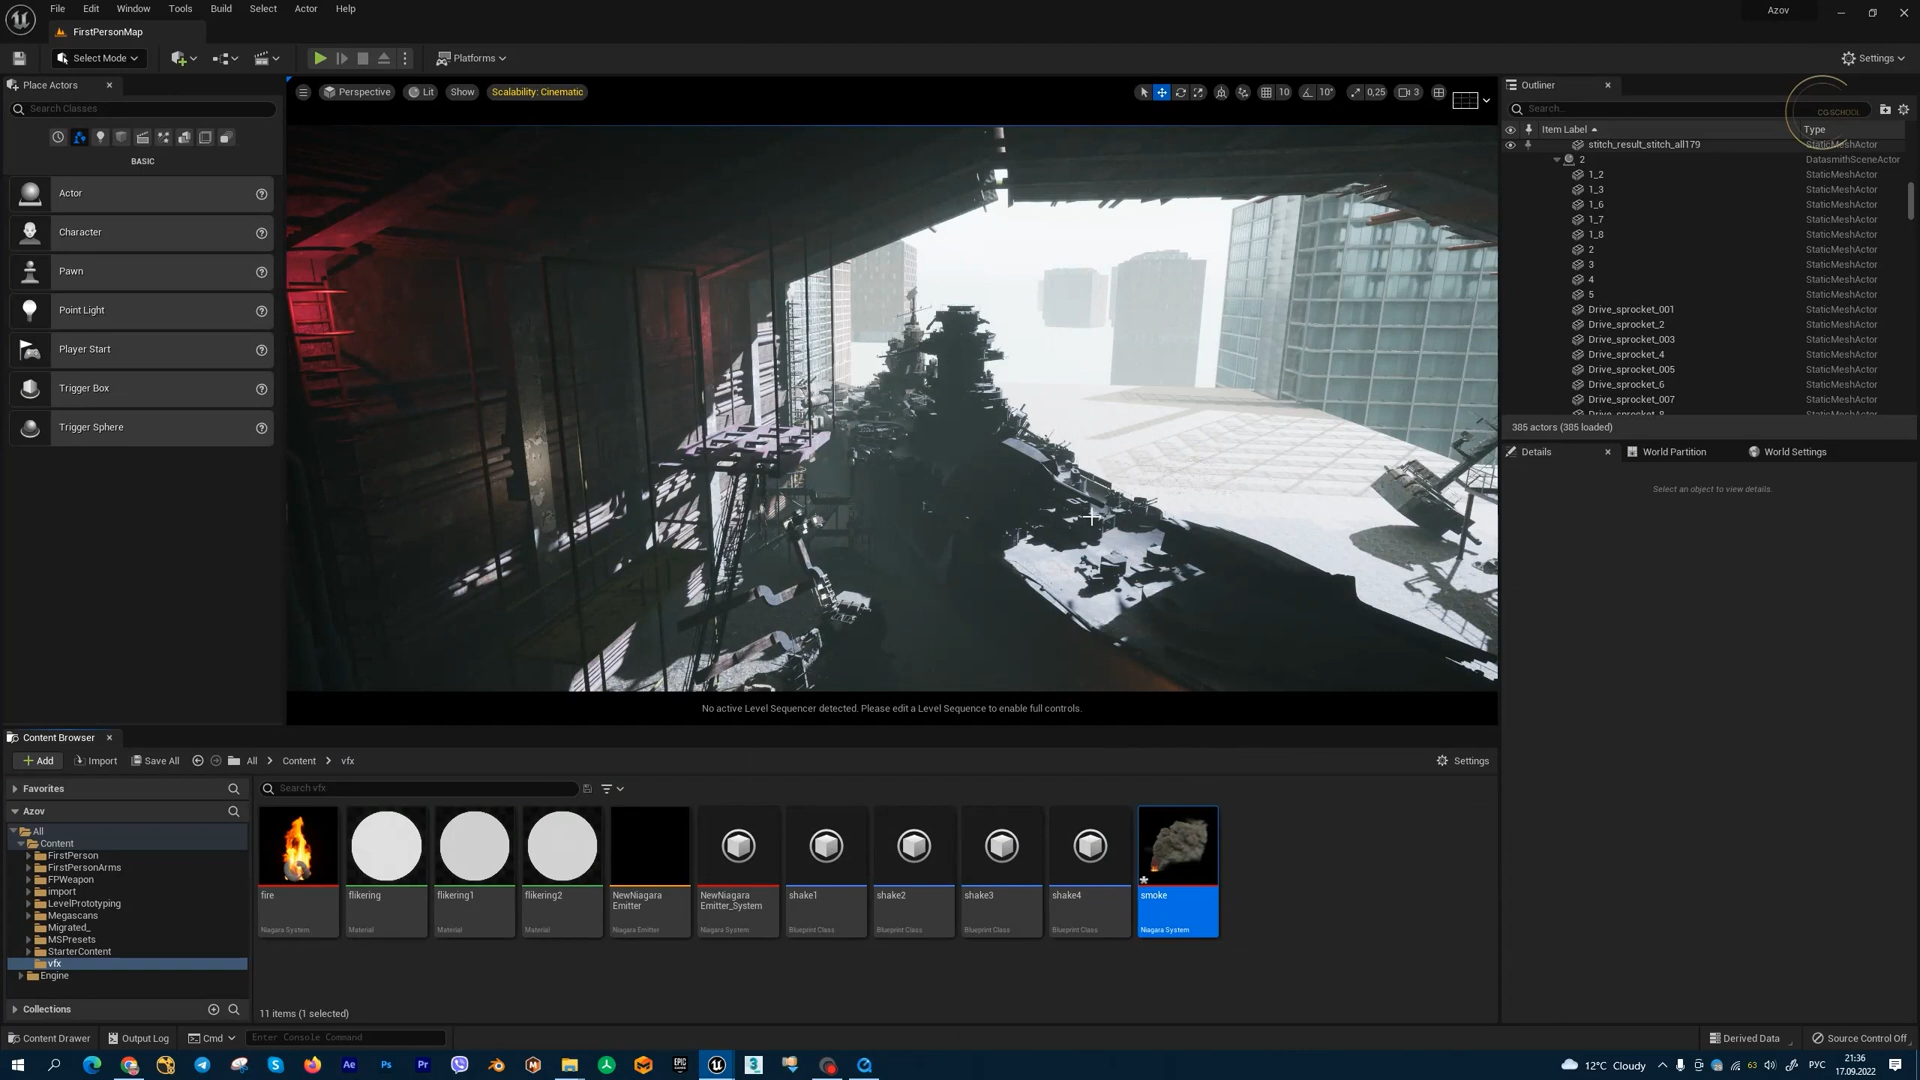 File Edit Window Tools Build Select Actor Help
Azov
FirstPersonMap
Select Mode
Platforms
Settings
Place Actors
Search Classes
BASIC
Actor
Character
Pawn
Point Light
Player Start
Trigger Box
Trigger Sphere
Perspective Lit Show Scalability: Cinematic
10 10° 0,25 3
No active Level Sequencer detected. Please edit a Level Sequence to enable full controls.
Outliner
Search...
CGSCHOOL
Item Label Type
stitch_result_stitch_all179 StaticMeshActor
2 DatasmithSceneActor
1_2 StaticMeshActor
1_3 StaticMeshActor
1_6 StaticMeshActor
1_7 StaticMeshActor
1_8 StaticMeshActor
2 StaticMeshActor
3 StaticMeshActor
4 StaticMeshActor
5 StaticMeshActor
Drive_sprocket_001 StaticMeshActor
Drive_sprocket_2 StaticMeshActor
Drive_sprocket_003 StaticMeshActor
Drive_sprocket_4 StaticMeshActor
Drive_sprocket_005 StaticMeshActor
Drive_sprocket_6 StaticMeshActor
Drive_sprocket_007 StaticMeshActor
Drive_sprocket_8 StaticMeshActor
385 actors (385 loaded)
Details World Partition World Settings
Select an object to view details.
Content Browser
Add Import Save All All Content vfx
Settings
Favorites
Azov
All
Content
FirstPerson
FirstPersonArms
FPWeapon
import
LevelPrototyping
Megascans
Migrated_
MSPresets
StarterContent
vfx
Engine
Collections
Search vfx
fire
Niagara System
flikering
Material
flikering1
Material
flikering2
Material
NewNiagara
Emitter
Niagara Emitter
NewNiagara
Emitter_System
Niagara System
shake1
Blueprint Class
shake2
Blueprint Class
shake3
Blueprint Class
shake4
Blueprint Class
smoke
Niagara System
11 items (1 selected)
Content Drawer Output Log Cmd Enter Console Command
Derived Data Source Control Off
Ae Ps Pr EPIC GAMES 3
12°C Cloudy 63 РУС
21:36
17.09.2022